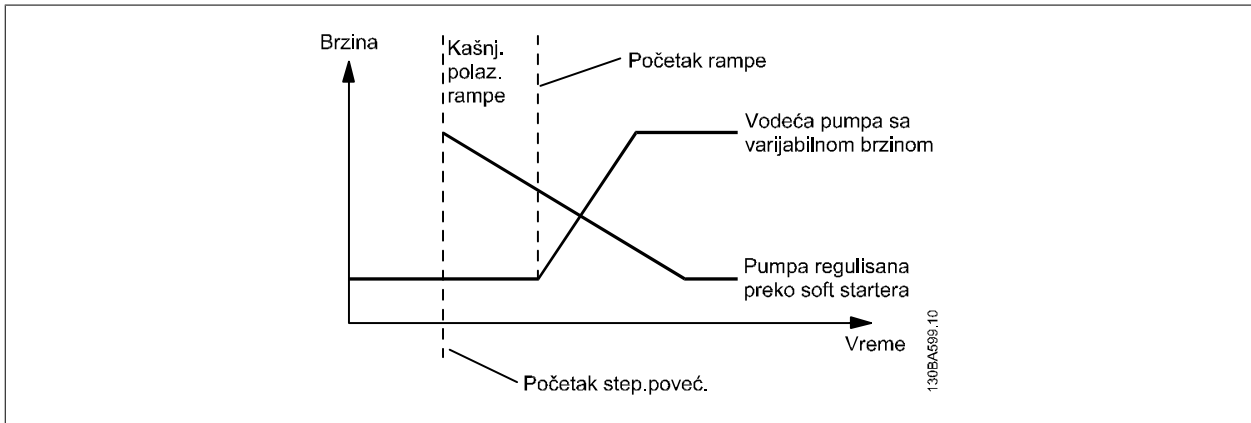 Brzina
Kašnj.
polaz.
rampe
Početak rampe
Vodeća pumpa sa
varijabilnom brzinom
Pumpa regulisana
preko soft startera
Vreme
Početak step.poveć.
130BA599.10